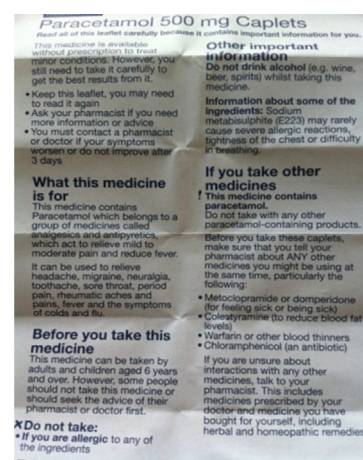 Paracetamol 500 mg Caplets
Read all of this leaflet carefully because it contains important information for you.
This medicine is available
without prescription to treat
minor conditions. However, you
still need to take it carefully to
get the best results from it.
• Keep this leaflet, you may need
to read it again
• Ask your pharmacist if you need
more information or advice
• You must contact a pharmacist
or doctor if your symptoms
worsen or do not improve after
3 days
What this medicine
is for
This medicine contains
Paracetamol which belongs to a
group of medicines called
analgesics and antipyretics,
which act to relieve mild to
moderate pain and reduce fever.
It can be used to relieve
headache, migraine, neuralgia,
toothache, sore throat, period
pain, rheumatic aches and
pains, fever and the symptoms
of colds and flu.
Before you take this
medicine
This medicine can be taken by
adults and children aged 6 years
and over. However, some people
should not take this medicine or
should seek the advice of their
pharmacist or doctor first.
X Do not take:
• If you are allergic to any of
the ingredients
Other important
information
Do not drink alcohol (e.g. wine,
beer, spirits) whilst taking this
medicine.
Information about some of the
ingredients: Sodium
metabisulphite (E223) may rarely
cause severe allergic reactions,
tightness of the chest or difficulty
in breathing.
If you take other
medicines
! This medicine contains
paracetamol.
Do not take with any other
paracetamol-containing products.
Before you take these caplets,
make sure that you tell your
pharmacist about ANY other
medicines you might be using at
the same time, particularly the
following:
• Metoclopramide or domperidone
(for feeling sick or being sick)
• Colestyramine (to reduce blood fat
levels)
• Warfarin or other blood thinners
• Chloramphenicol (an antibiotic)
If you are unsure about
interactions with any other
medicines, talk to your
pharmacist. This includes
medicines prescribed by your
doctor and medicine you have
bought for yourself, including
herbal and homeopathic remedies